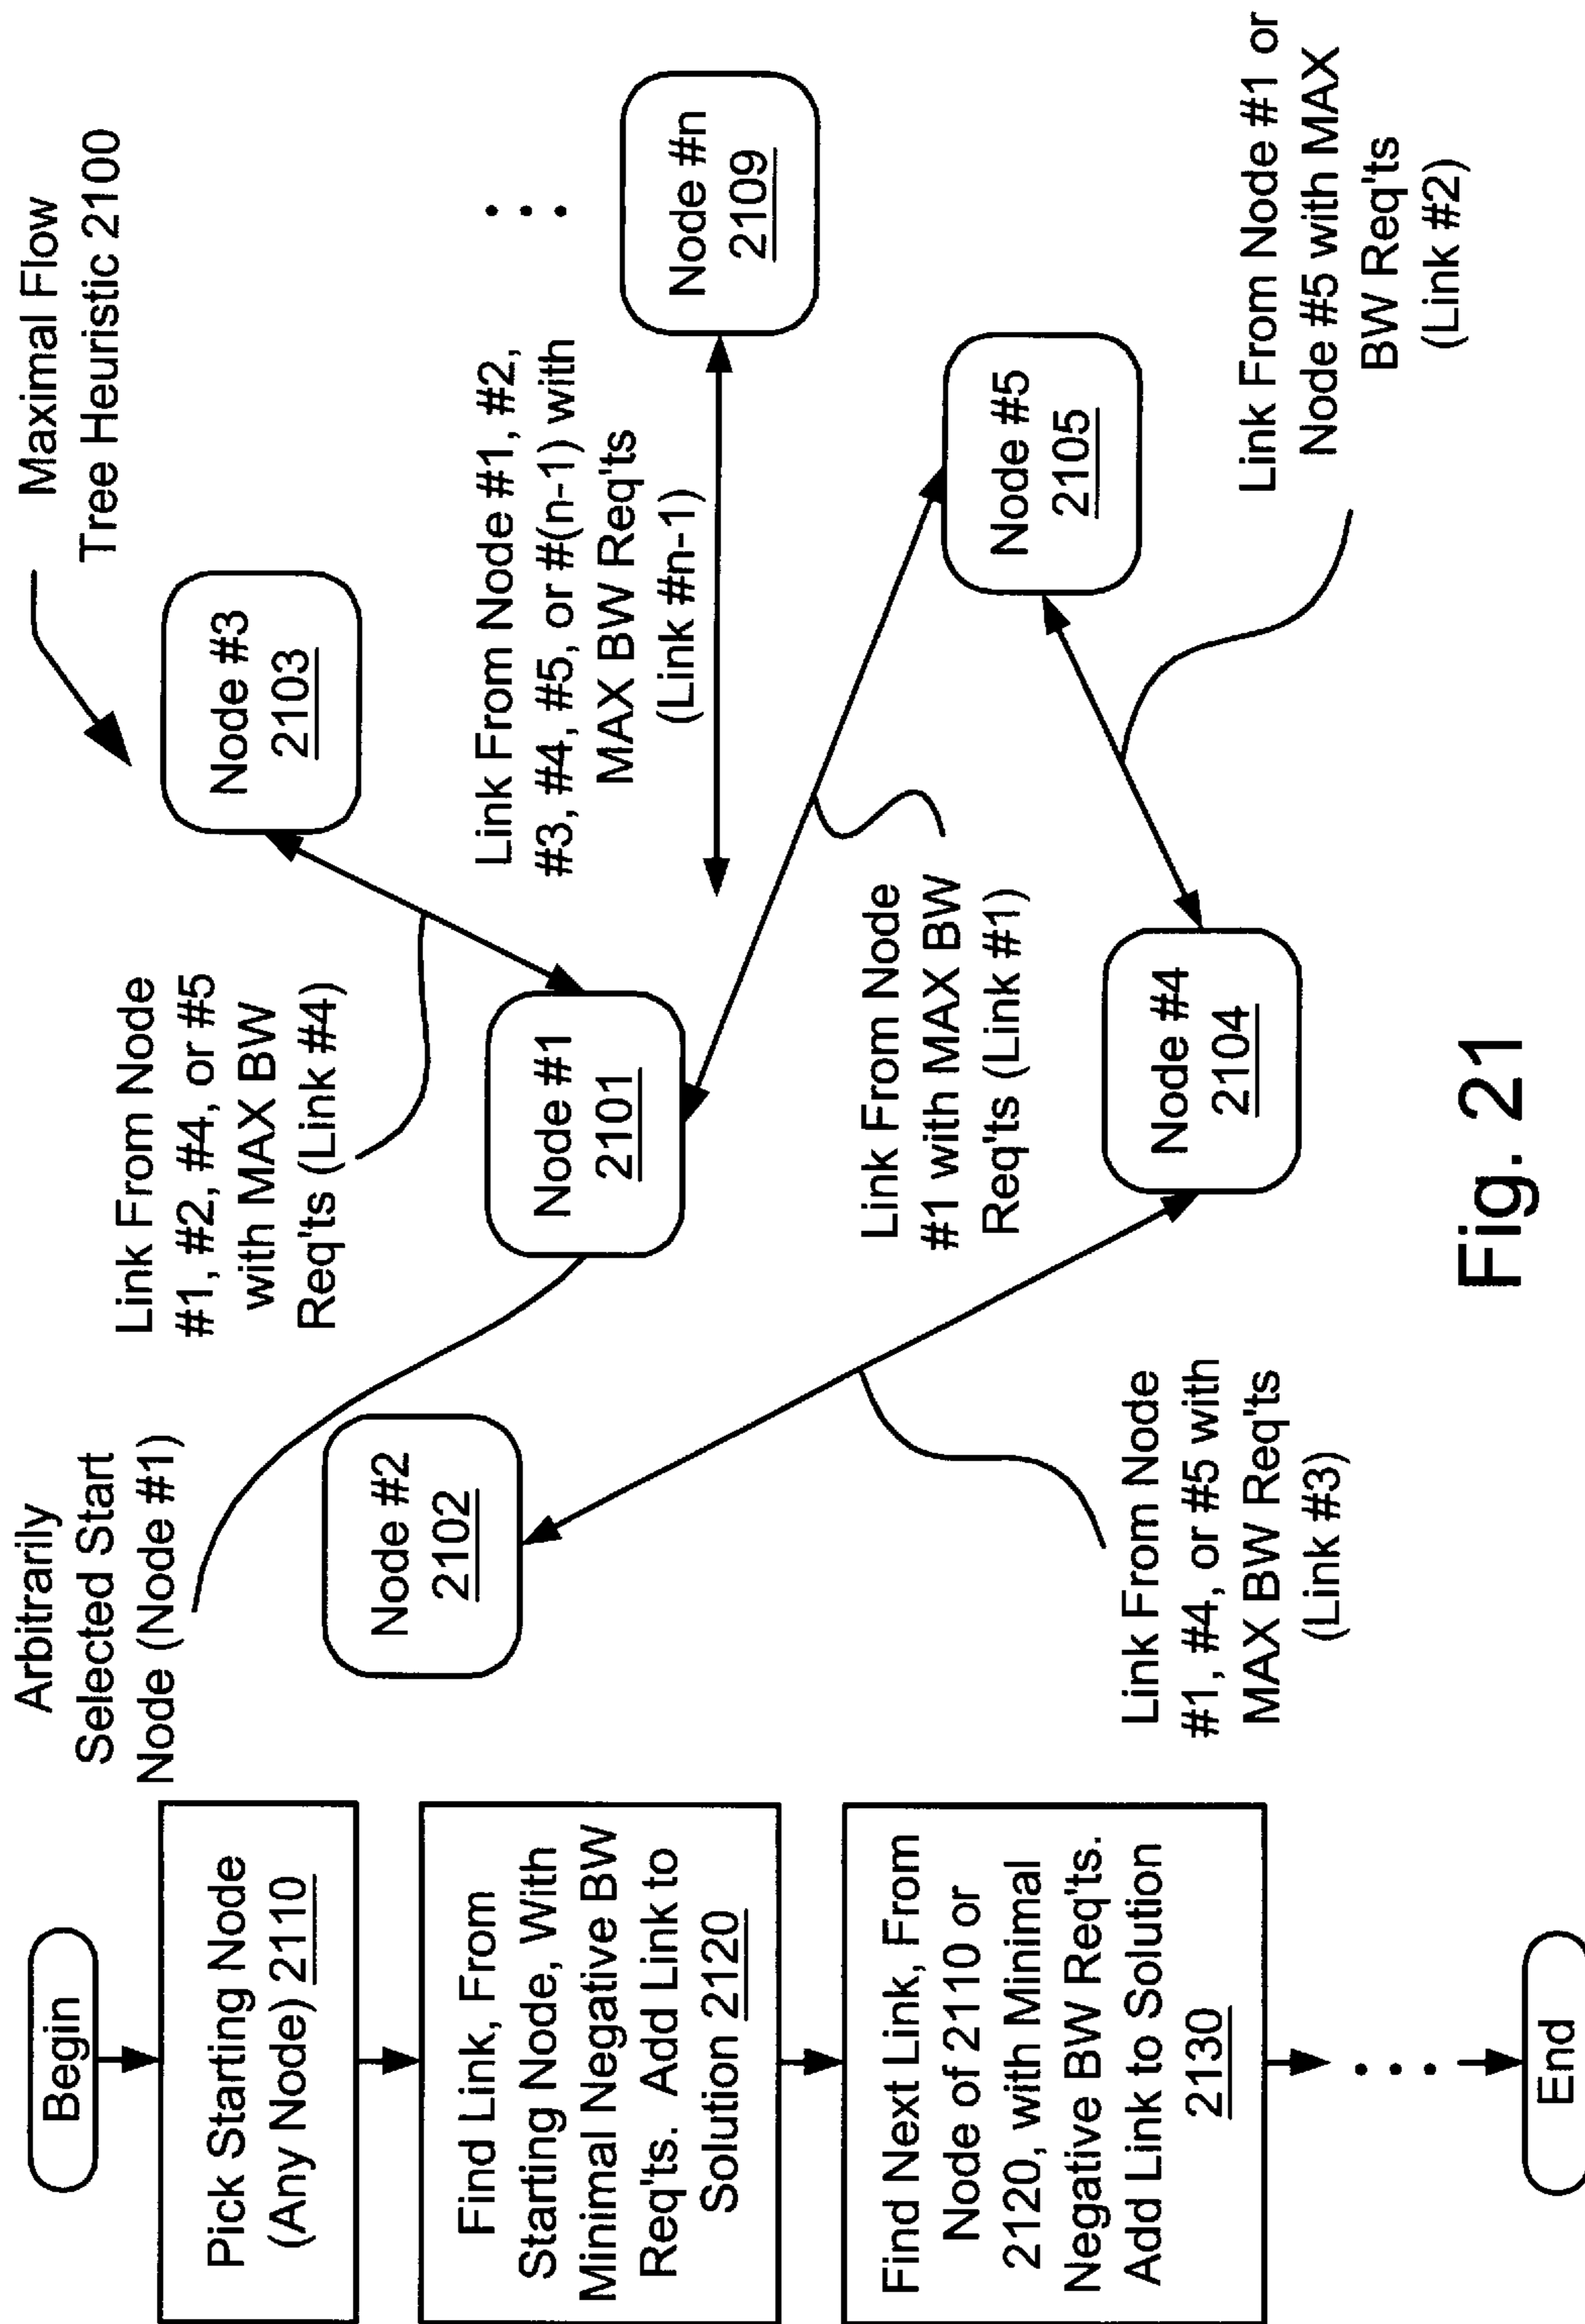 Maximal Flow
Tree Heuristic 2100
Begin
Pick Starting Node
(Any Node) 2110
Find Link, From
Starting Node, With
Minimal Negative BW
Req'ts.  Add Link to
Solution 2120
Find Next Link, From
Node of 2110 or
2120, with Minimal
Negative BW Req'ts.
Add Link to Solution
2130
End
Arbitrarily
Selected Start
Node (Node #1)
Link From Node
#1, #2, #4, or #5
with MAX BW
Req'ts (Link #4)
Node #3
2103
Node #2
2102
Node #1
2101
Link From Node #1, #2,
#3, #4, #5, or #(n-1) with
MAX BW Req'ts
(Link #n-1)
Node #n
2109
Link From Node
#1 with MAX BW
Req'ts (Link #1)
Node #5
2105
Node #4
2104
Link From Node
#1, #4, or #5 with
MAX BW Req'ts
(Link #3)
Link From Node #1 or
Node #5 with MAX
BW Req'ts
(Link #2)
Fig. 21